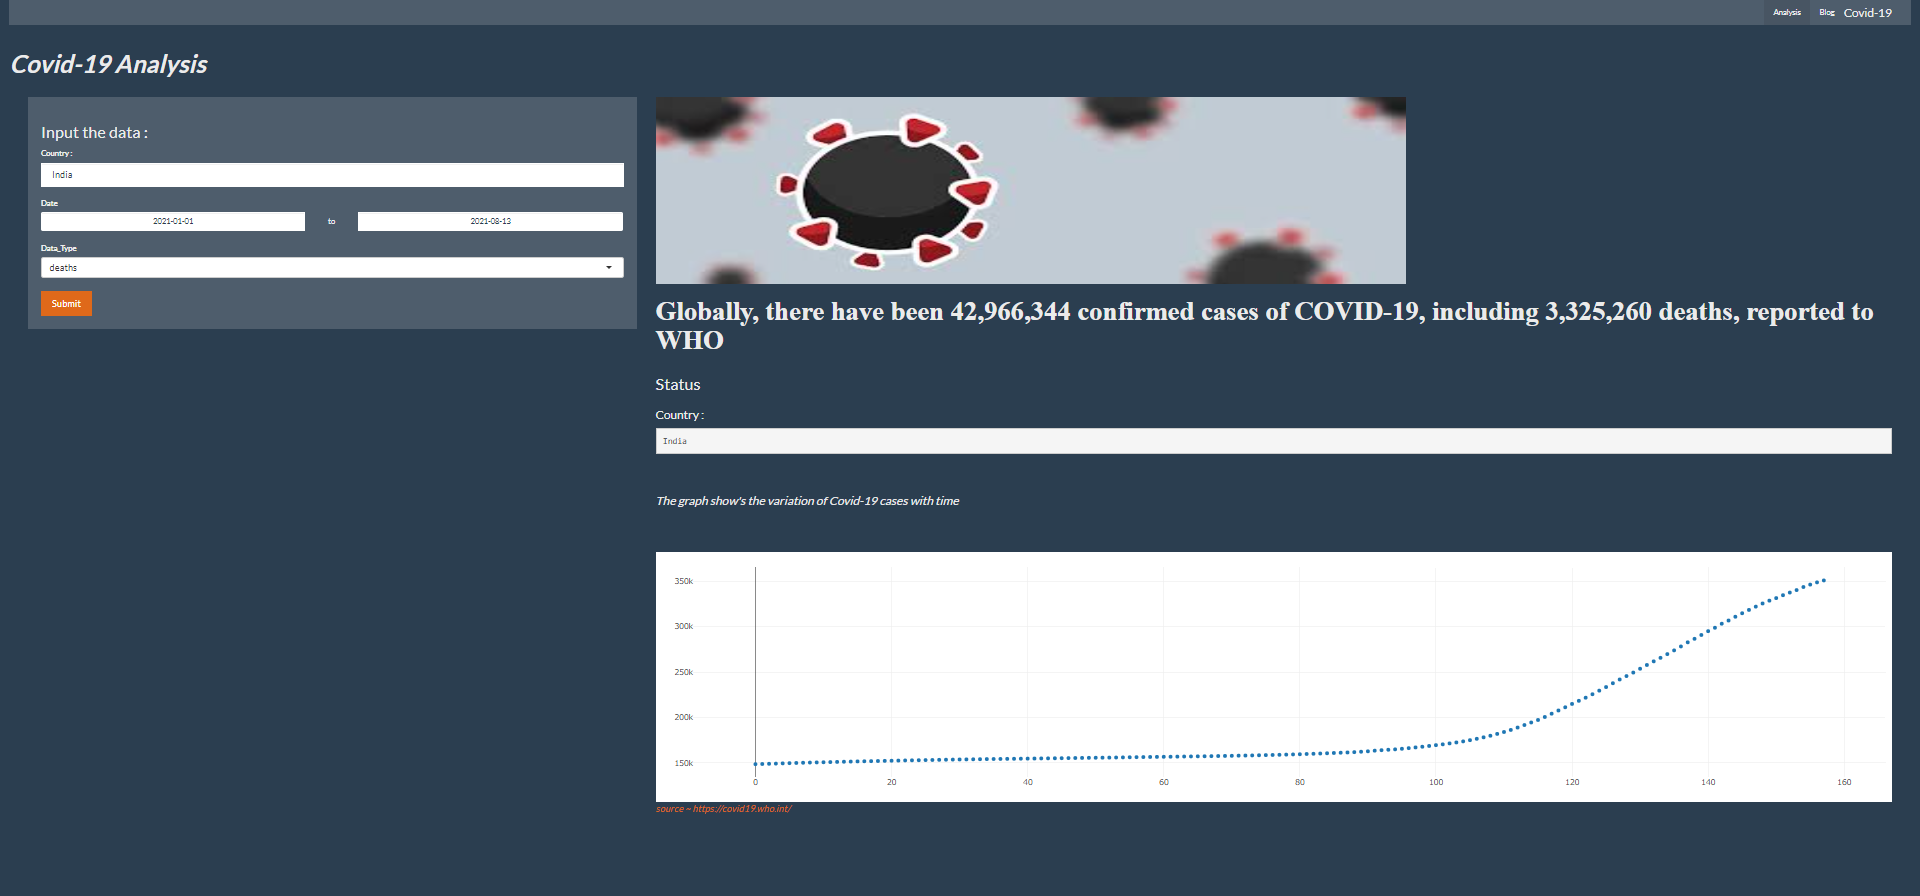 Analysis Blog Covid-19
Covid-19 Analysis
Input the data :
Country :
India
Date
2021-01-01 to 2021-08-13
Data_Type
deaths
Submit
Globally, there have been 42,966,344 confirmed cases of COVID-19, including 3,325,260 deaths, reported to
WHO
Status
Country :
India
The graph show's the variation of Covid-19 cases with time
350k
300k
250k
200k
150k
0 20 40 60 80 100 120 140 160
source ~ https://covid19.who.int/